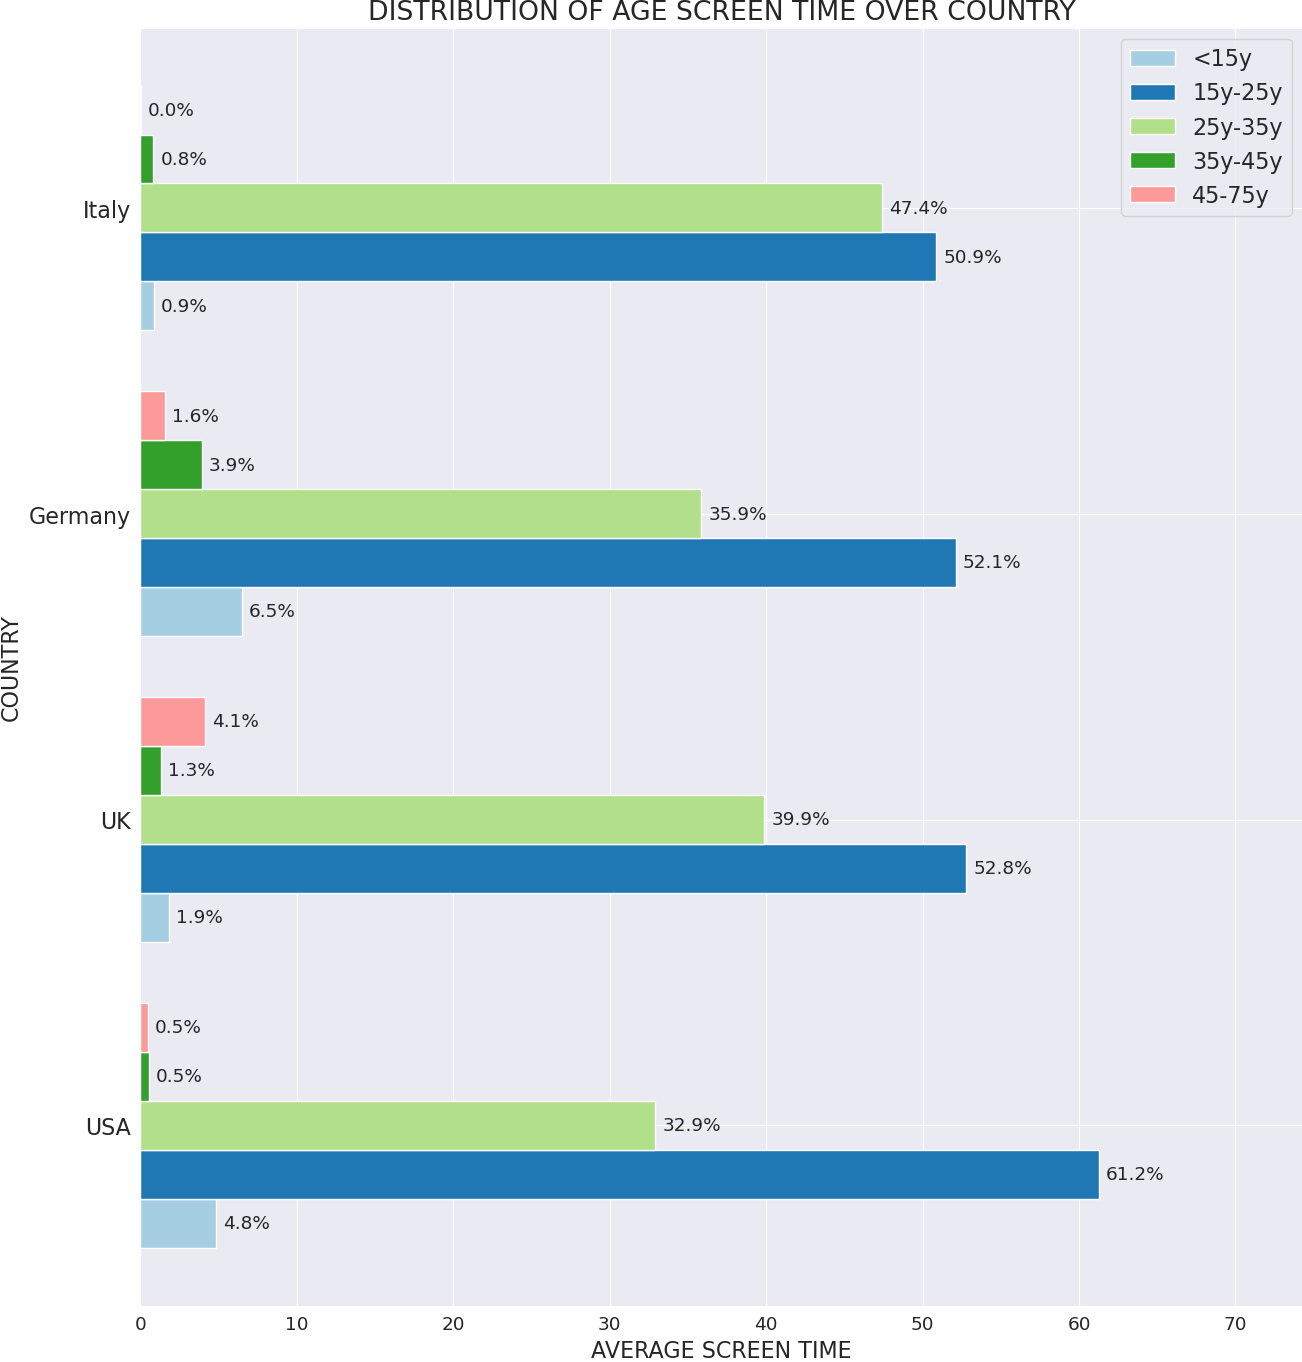 DISTRIBUTION OF AGE SCREEN TIME OVER COUNTRY
<15y
15y-25y
25y-35y
35y-45y
45-75y
0.0%
0.8%
Italy
47.4%
50.9%
0.9%
1.6%
3.9%
Germany
35.9%
52.1%
6.5%
COUNTRY
4.1%
1.3%
UK
39.9%
52.8%
1.9%
0.5%
0.5%
USA
32.9%
61.2%
4.8%
0 10 20 30 40 50 60 70
AVERAGE SCREEN TIME